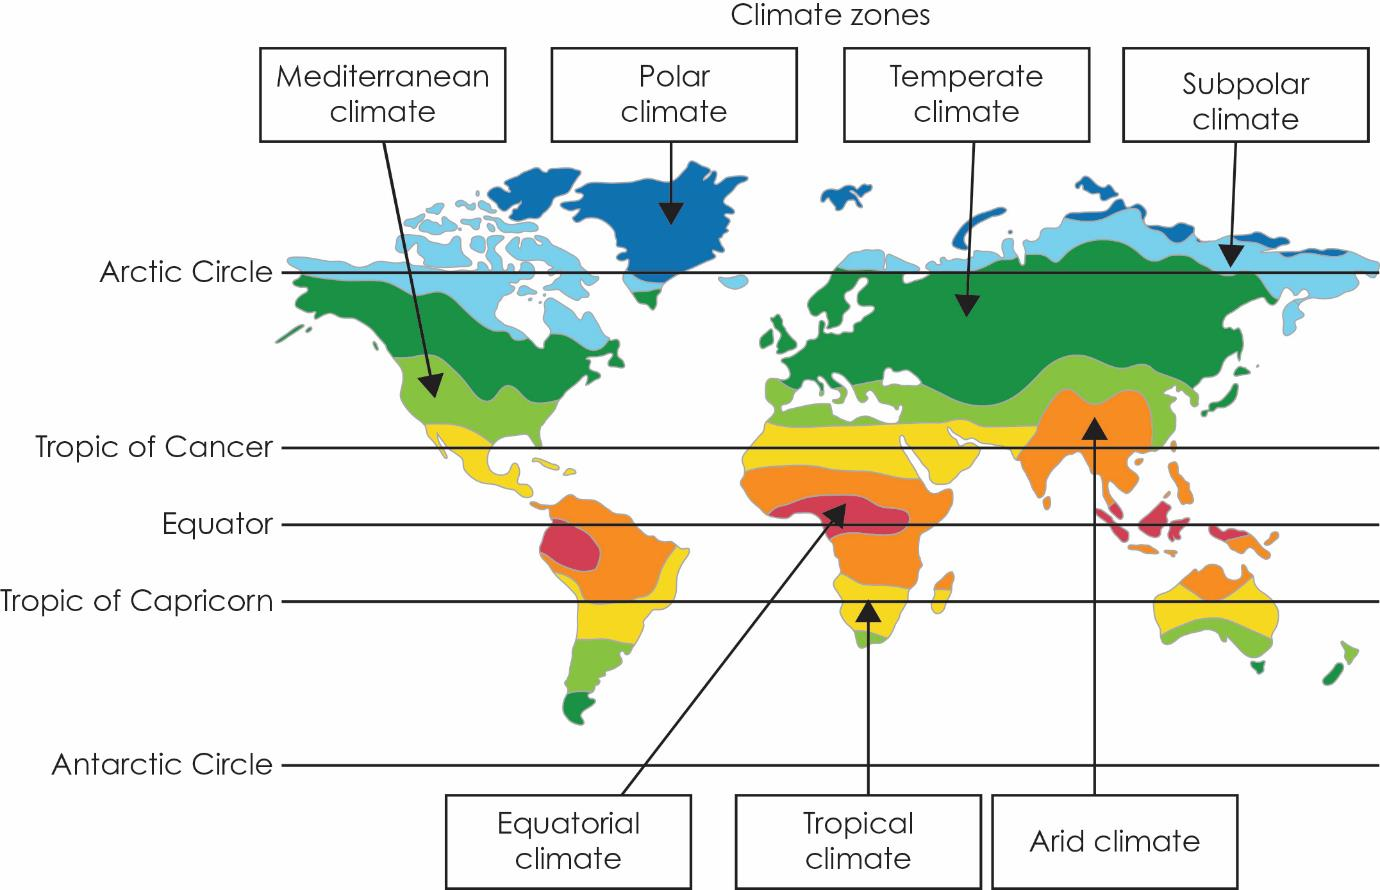 Climate zones
Mediterranean
climate
Polar
climate
Temperate
climate
Subpolar
climate
Arctic Circle
Tropic of Cancer
Equator
Tropic of Capricorn
Antarctic Circle
Equatorial
climate
Tropical
climate
Arid climate